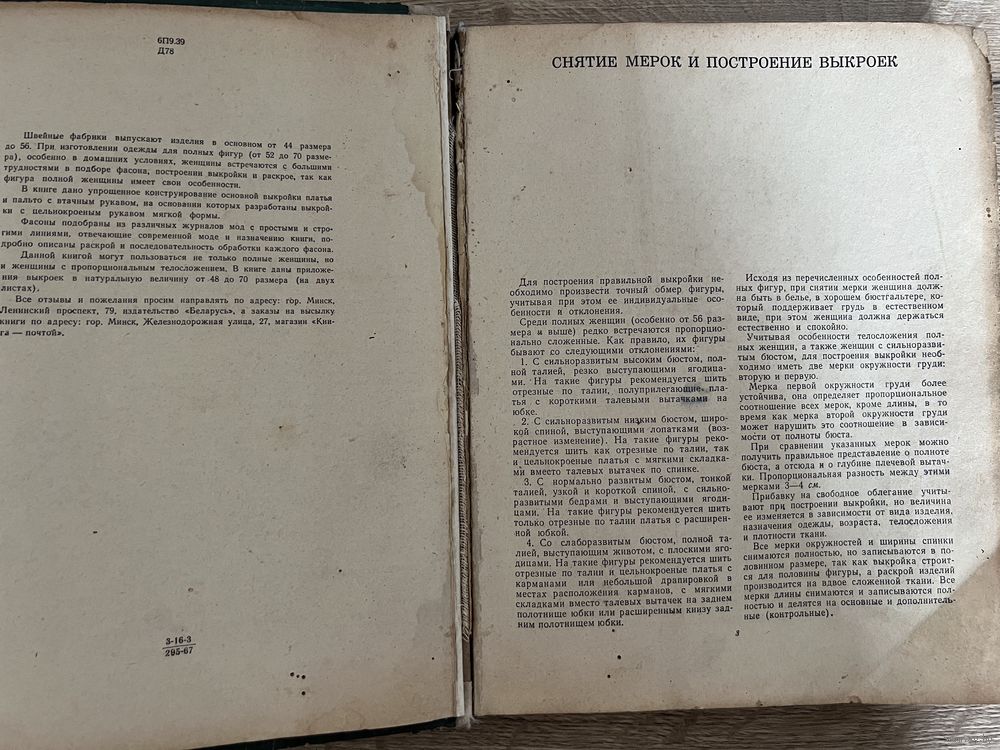 6П9.39
Д78
Швейные фабрики выпускают изделия в основном от 44 размера
до 56. При изготовлении одежды для полных фигур (от 52 до 70 разме-
ра), особенно в домашних условиях, женщины встречаются с большими
трудностями в подборе фасона, построении выкройки и раскрое, так как
фигура полной женщины имеет свои особенности.
В книге дано упрощенное конструирование основной выкройки платья
и пальто с втачным рукавом, на основании которых разработаны выкрой-
ки с цельнокроеным рукавом мягкой формы.
Фасоны подобраны из различных журналов мод с простыми и стро-
гими линиями, отвечающие современной моде и назначению книги, по-
дробно описаны раскрой и последовательность обработки каждого фасона.
Данной книгой могут пользоваться не только полные женщины, но
и женщины с пропорциональным телосложением. В книге даны приложе-
ния выкроек в натуральную величину от 48 до 70 размера (на двух
листах).
Все отзывы и пожелания просим направлять по адресу: гор. Минск,
Ленинский проспект, 79, издательство «Беларусь», а заказы на высылку
книги по адресу: гор. Минск, Железнодорожная улица, 27, магазин «Кни-
га — почтой».
3-16-3
295-67
СНЯТИЕ МЕРОК И ПОСТРОЕНИЕ ВЫКРОЕК
Для построения правильной выкройки не-
обходимо произвести точный обмер фигуры,
учитывая при этом ее индивидуальные осо-
бенности и отклонения.
Среди полных женщин (особенно от 56 раз-
мера и выше) редко встречаются пропорцио-
нально сложенные. Как правило, их фигуры
бывают со следующими отклонениями:
1. С сильноразвитым высоким бюстом, пол-
ной талией, резко выступающими ягодица-
ми. На такие фигуры рекомендуется шить
отрезные по талии, полуприлегающие пла-
тья с короткими талевыми вытачками на
юбке.
2. С сильноразвитым низким бюстом, широ-
кой спиной, выступающими лопатками (воз-
растное изменение). На такие фигуры реко-
мендуется шить как отрезные по талии, так
и цельнокроеные платья с мягкими складка-
ми вместо талевых вытачек по спинке.
3. С нормально развитым бюстом, тонкой
талией, узкой и короткой спиной, с сильно-
развитыми бедрами и выступающими ягоди-
цами. На такие фигуры рекомендуется шить
только отрезные по талии платья с расширен-
ной юбкой.
4. Со слаборазвитым бюстом, полной та-
лией, выступающим животом, с плоскими яго-
дицами. На такие фигуры рекомендуется шить
отрезные по талии и цельнокроеные платья с
карманами или небольшой драпировкой в
местах расположения карманов, с мягкими
складками вместо талевых вытачек на заднем
полотнище юбки или расширенным книзу зад-
ним полотнищем юбки.
Исходя из перечисленных особенностей пол-
ных фигур, при снятии мерки женщина долж-
на быть в белье, в хорошем бюстгальтере, ко-
торый поддерживает грудь в естественном
виде, при этом женщина должна держаться
естественно и спокойно.
Учитывая особенности телосложения пол-
ных женщин, а также женщин с сильноразви-
тым бюстом, для построения выкройки необ-
ходимо иметь две мерки окружности груди:
вторую и первую.
Мерка первой окружности груди более
устойчива, она определяет пропорциональное
соотношение всех мерок, кроме длины, в то
время как мерка второй окружности груди
может нарушить это соотношение в зависи-
мости от полноты бюста.
При сравнении указанных мерок можно
получить правильное представление о полноте
бюста, а отсюда и о глубине плечевой вытач-
ки. Пропорциональная разность между этими
мерками 3—4 см.
Прибавку на свободное облегание учиты-
вают при построении выкройки, но величина
ее изменяется в зависимости от вида изделия,
назначения одежды, возраста, телосложения
и плотности ткани.
Все мерки окружностей и ширины спинки
снимаются полностью, но записываются в по-
ловинном размере, так как выкройка строит-
ся для половины фигуры, а раскрой изделий
производится на вдвое сложенной ткани. Все
мерки длины снимаются и записываются пол-
ностью и делятся на основные и дополнитель-
ные (контрольные).
3